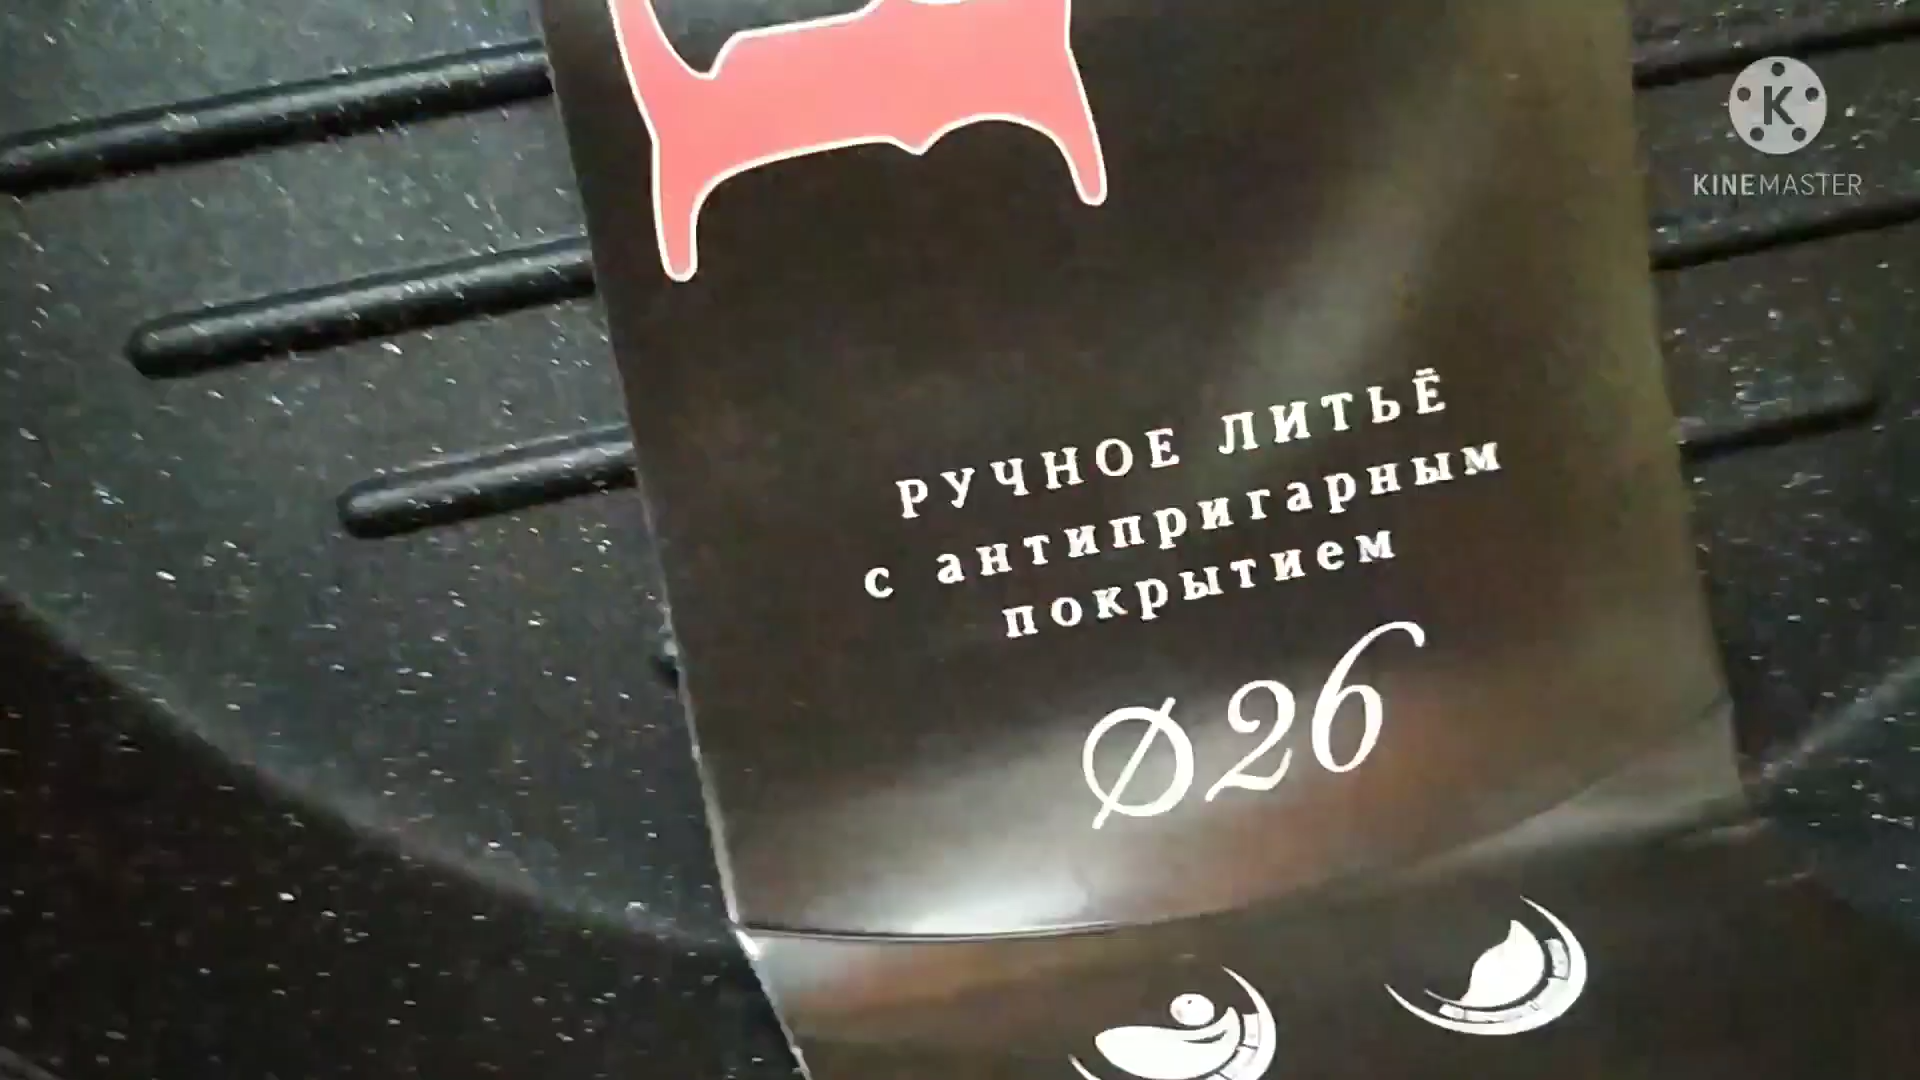 K
KINEMASTER
РУЧНОЕ ЛИТЬЁ
с антипригарным
покрытием
Ø26